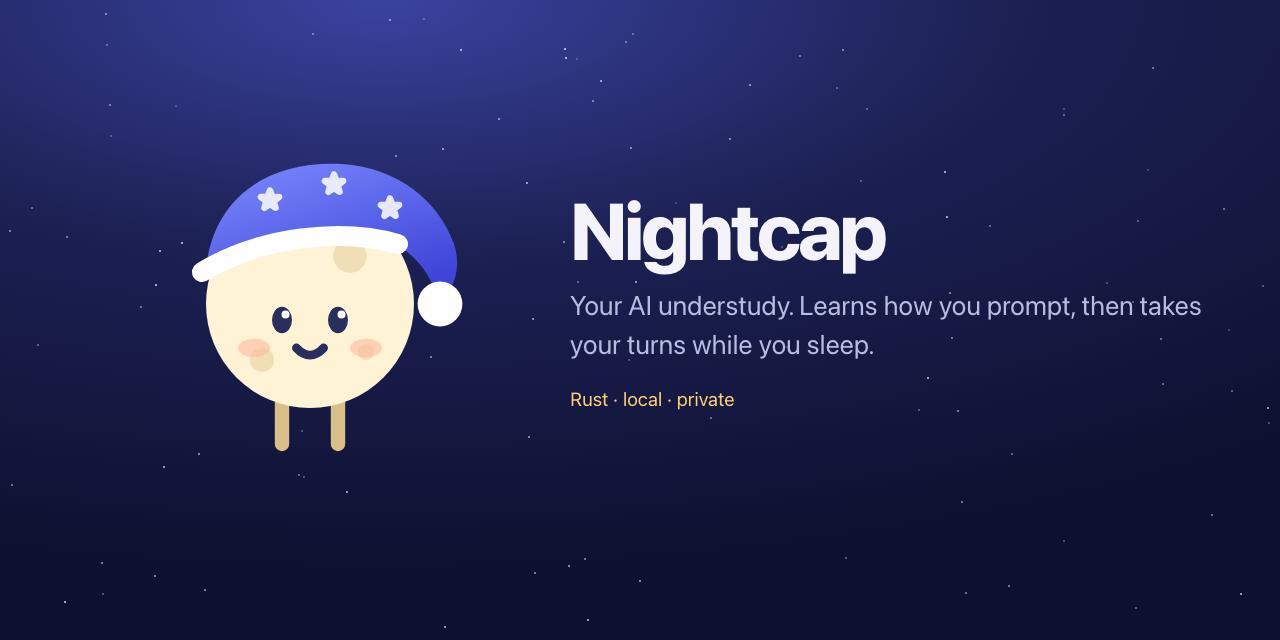 Nightcap
Your AI understudy. Learns how you prompt, then takes
your turns while you sleep.
Rust · local · private